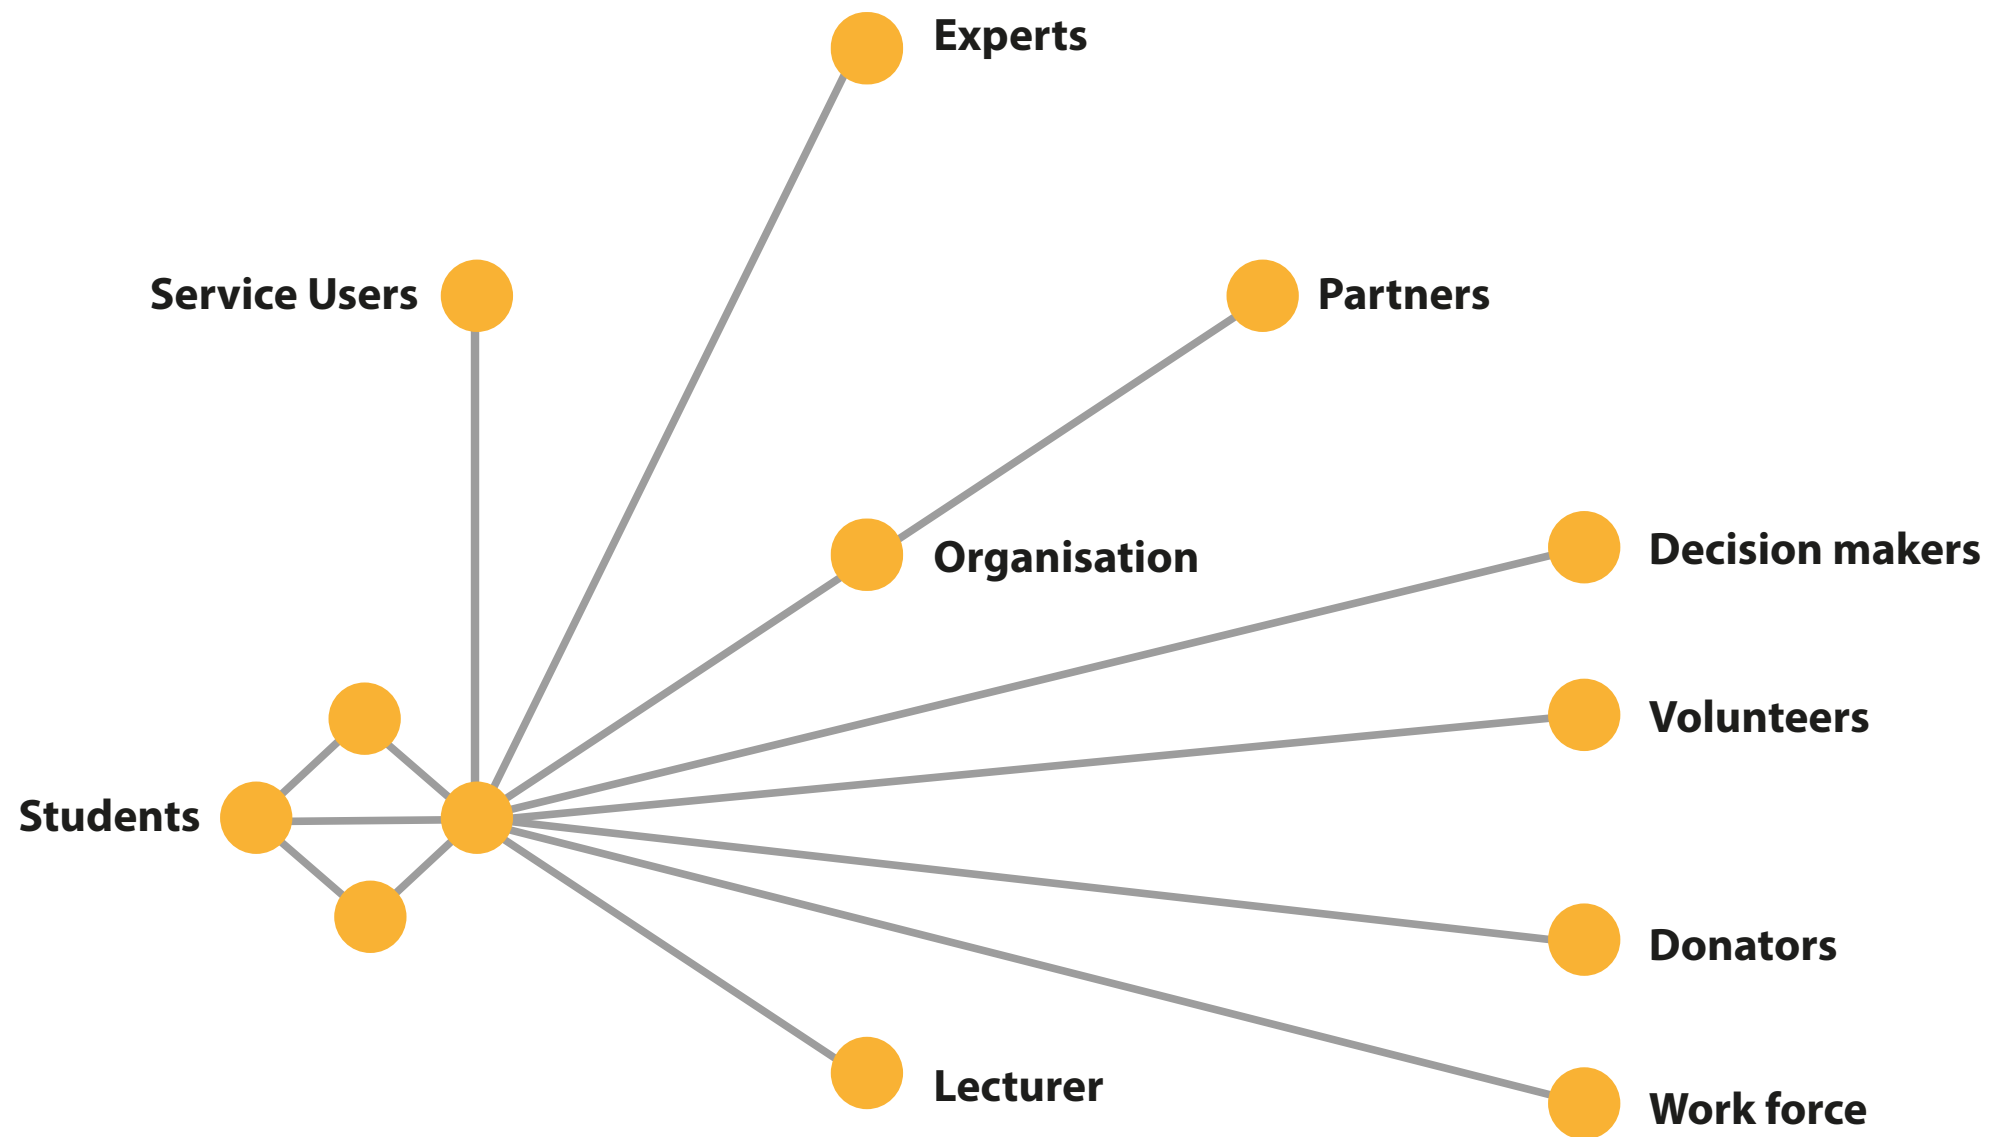 Experts
Service Users
Partners
Organisation
Decision makers
Volunteers
Students
Donators
Lecturer
Work force